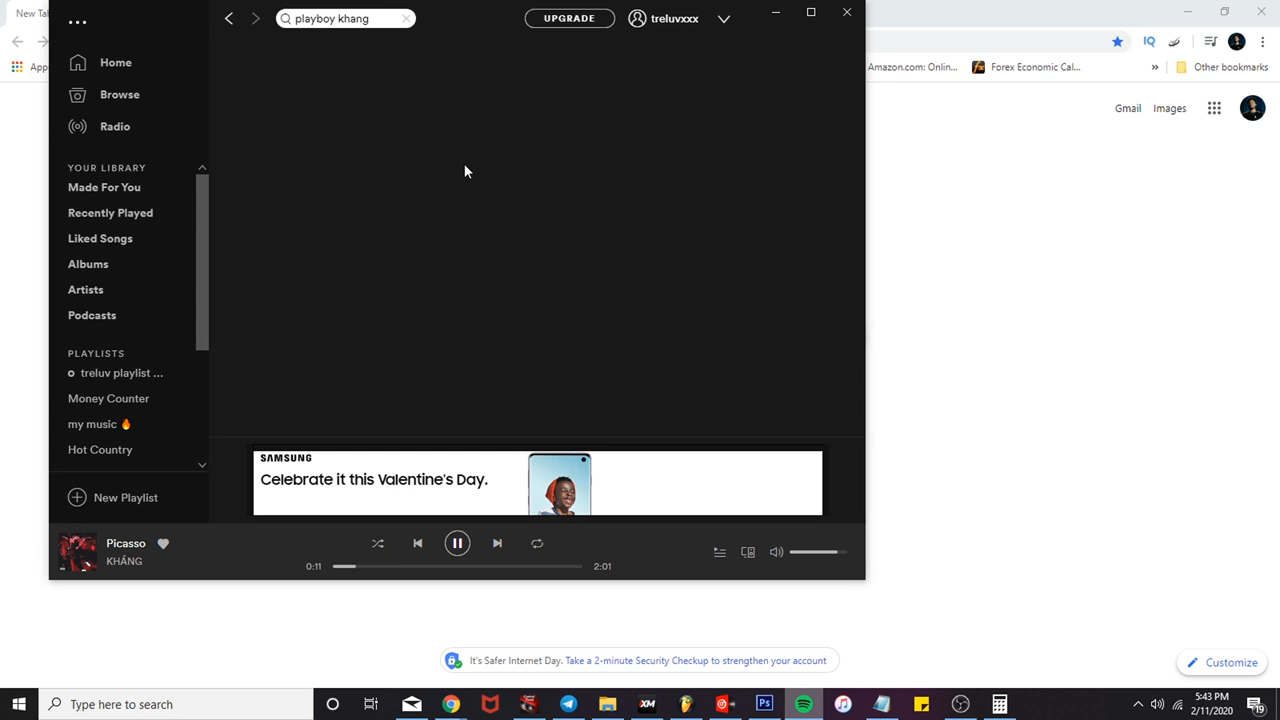 New Tab
playboy khang
UPGRADE
treluvxxx
Home
Browse
Radio
YOUR LIBRARY
Made For You
Recently Played
Liked Songs
Albums
Artists
Podcasts
PLAYLISTS
treluv playlist ...
Money Counter
my music 🔥
Hot Country
New Playlist
SAMSUNG
Celebrate it this Valentine's Day.
Picasso
KHÁNG
0:11
2:01
Apps
Amazon.com: Onlin...
Forex Economic Cal...
»
Other bookmarks
Gmail
Images
It's Safer Internet Day. Take a 2-minute Security Checkup to strengthen your account
Customize
Type here to search
XM
Ps
5:43 PM
2/11/2020
19